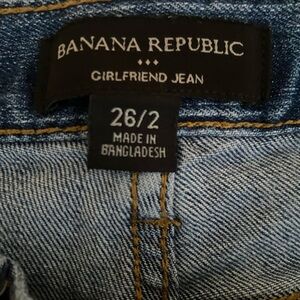 BANANA REPUBLIC
GIRLFRIEND JEAN
26/2
MADE IN
BANGLADESH